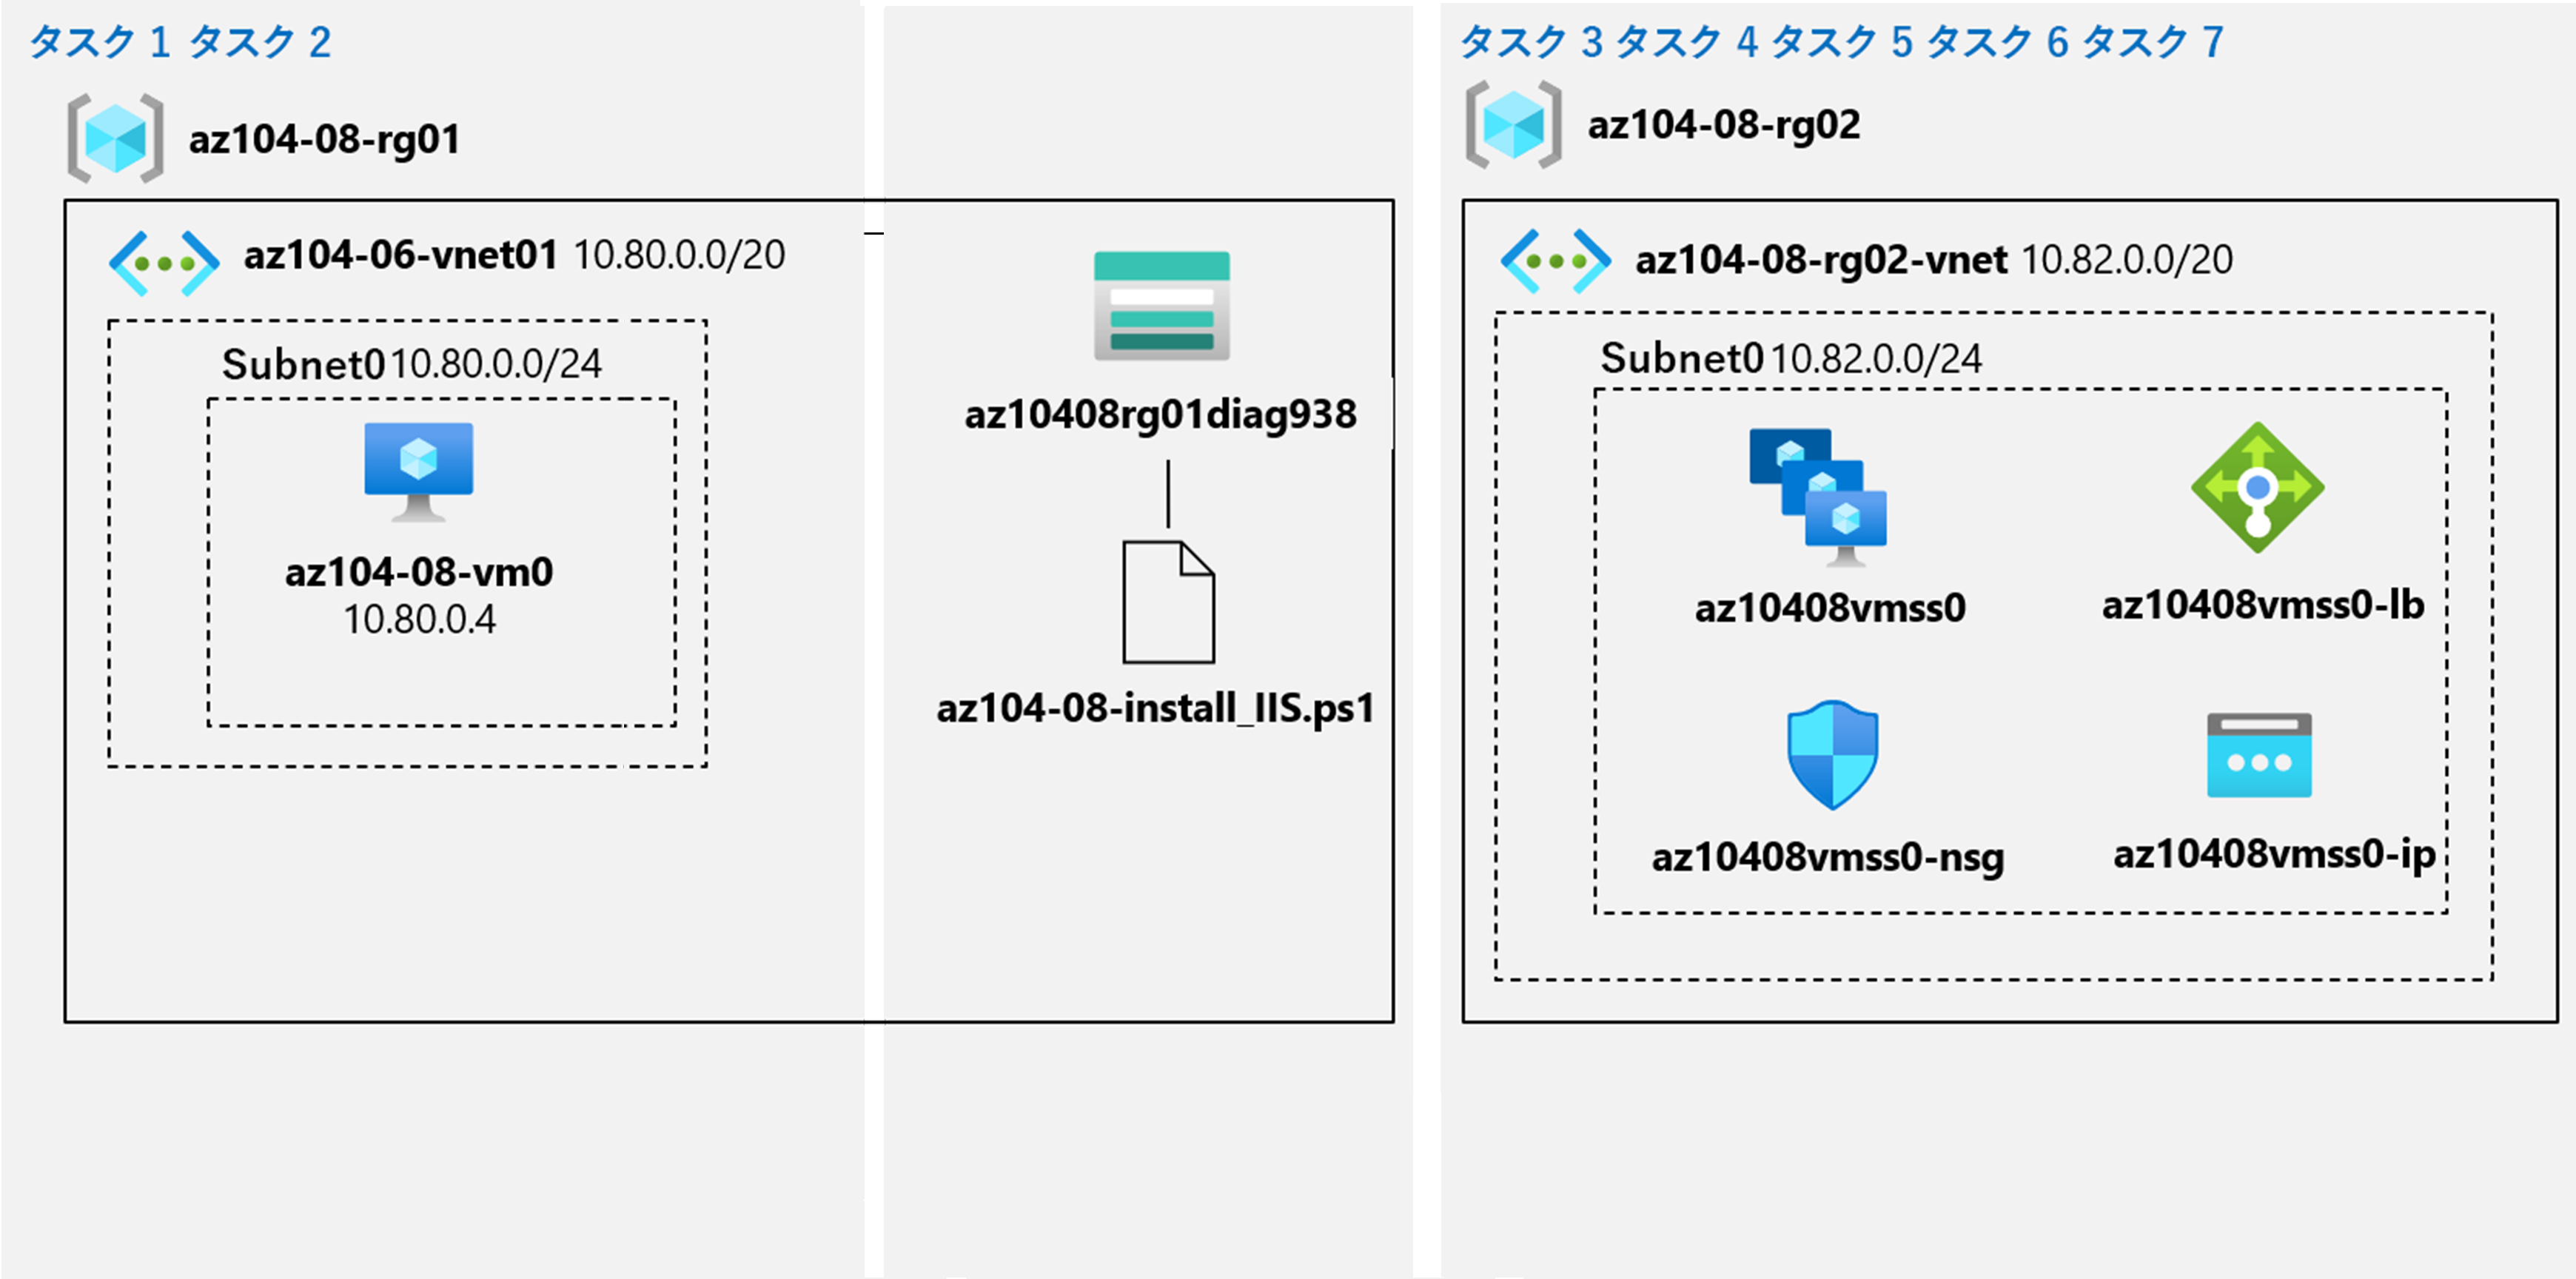 タスク 1 タスク 2
az104-08-rg01
az104-06-vnet01 10.80.0.0/20
Subnet0 10.80.0.0/24
az104-08-vm0
10.80.0.4
az10408rg01diag938
az104-08-install_IIS.ps1
タスク 3 タスク 4 タスク 5 タスク 6 タスク 7
az104-08-rg02
az104-08-rg02-vnet 10.82.0.0/20
Subnet0 10.82.0.0/24
az10408vmss0
az10408vmss0-lb
az10408vmss0-nsg
az10408vmss0-ip